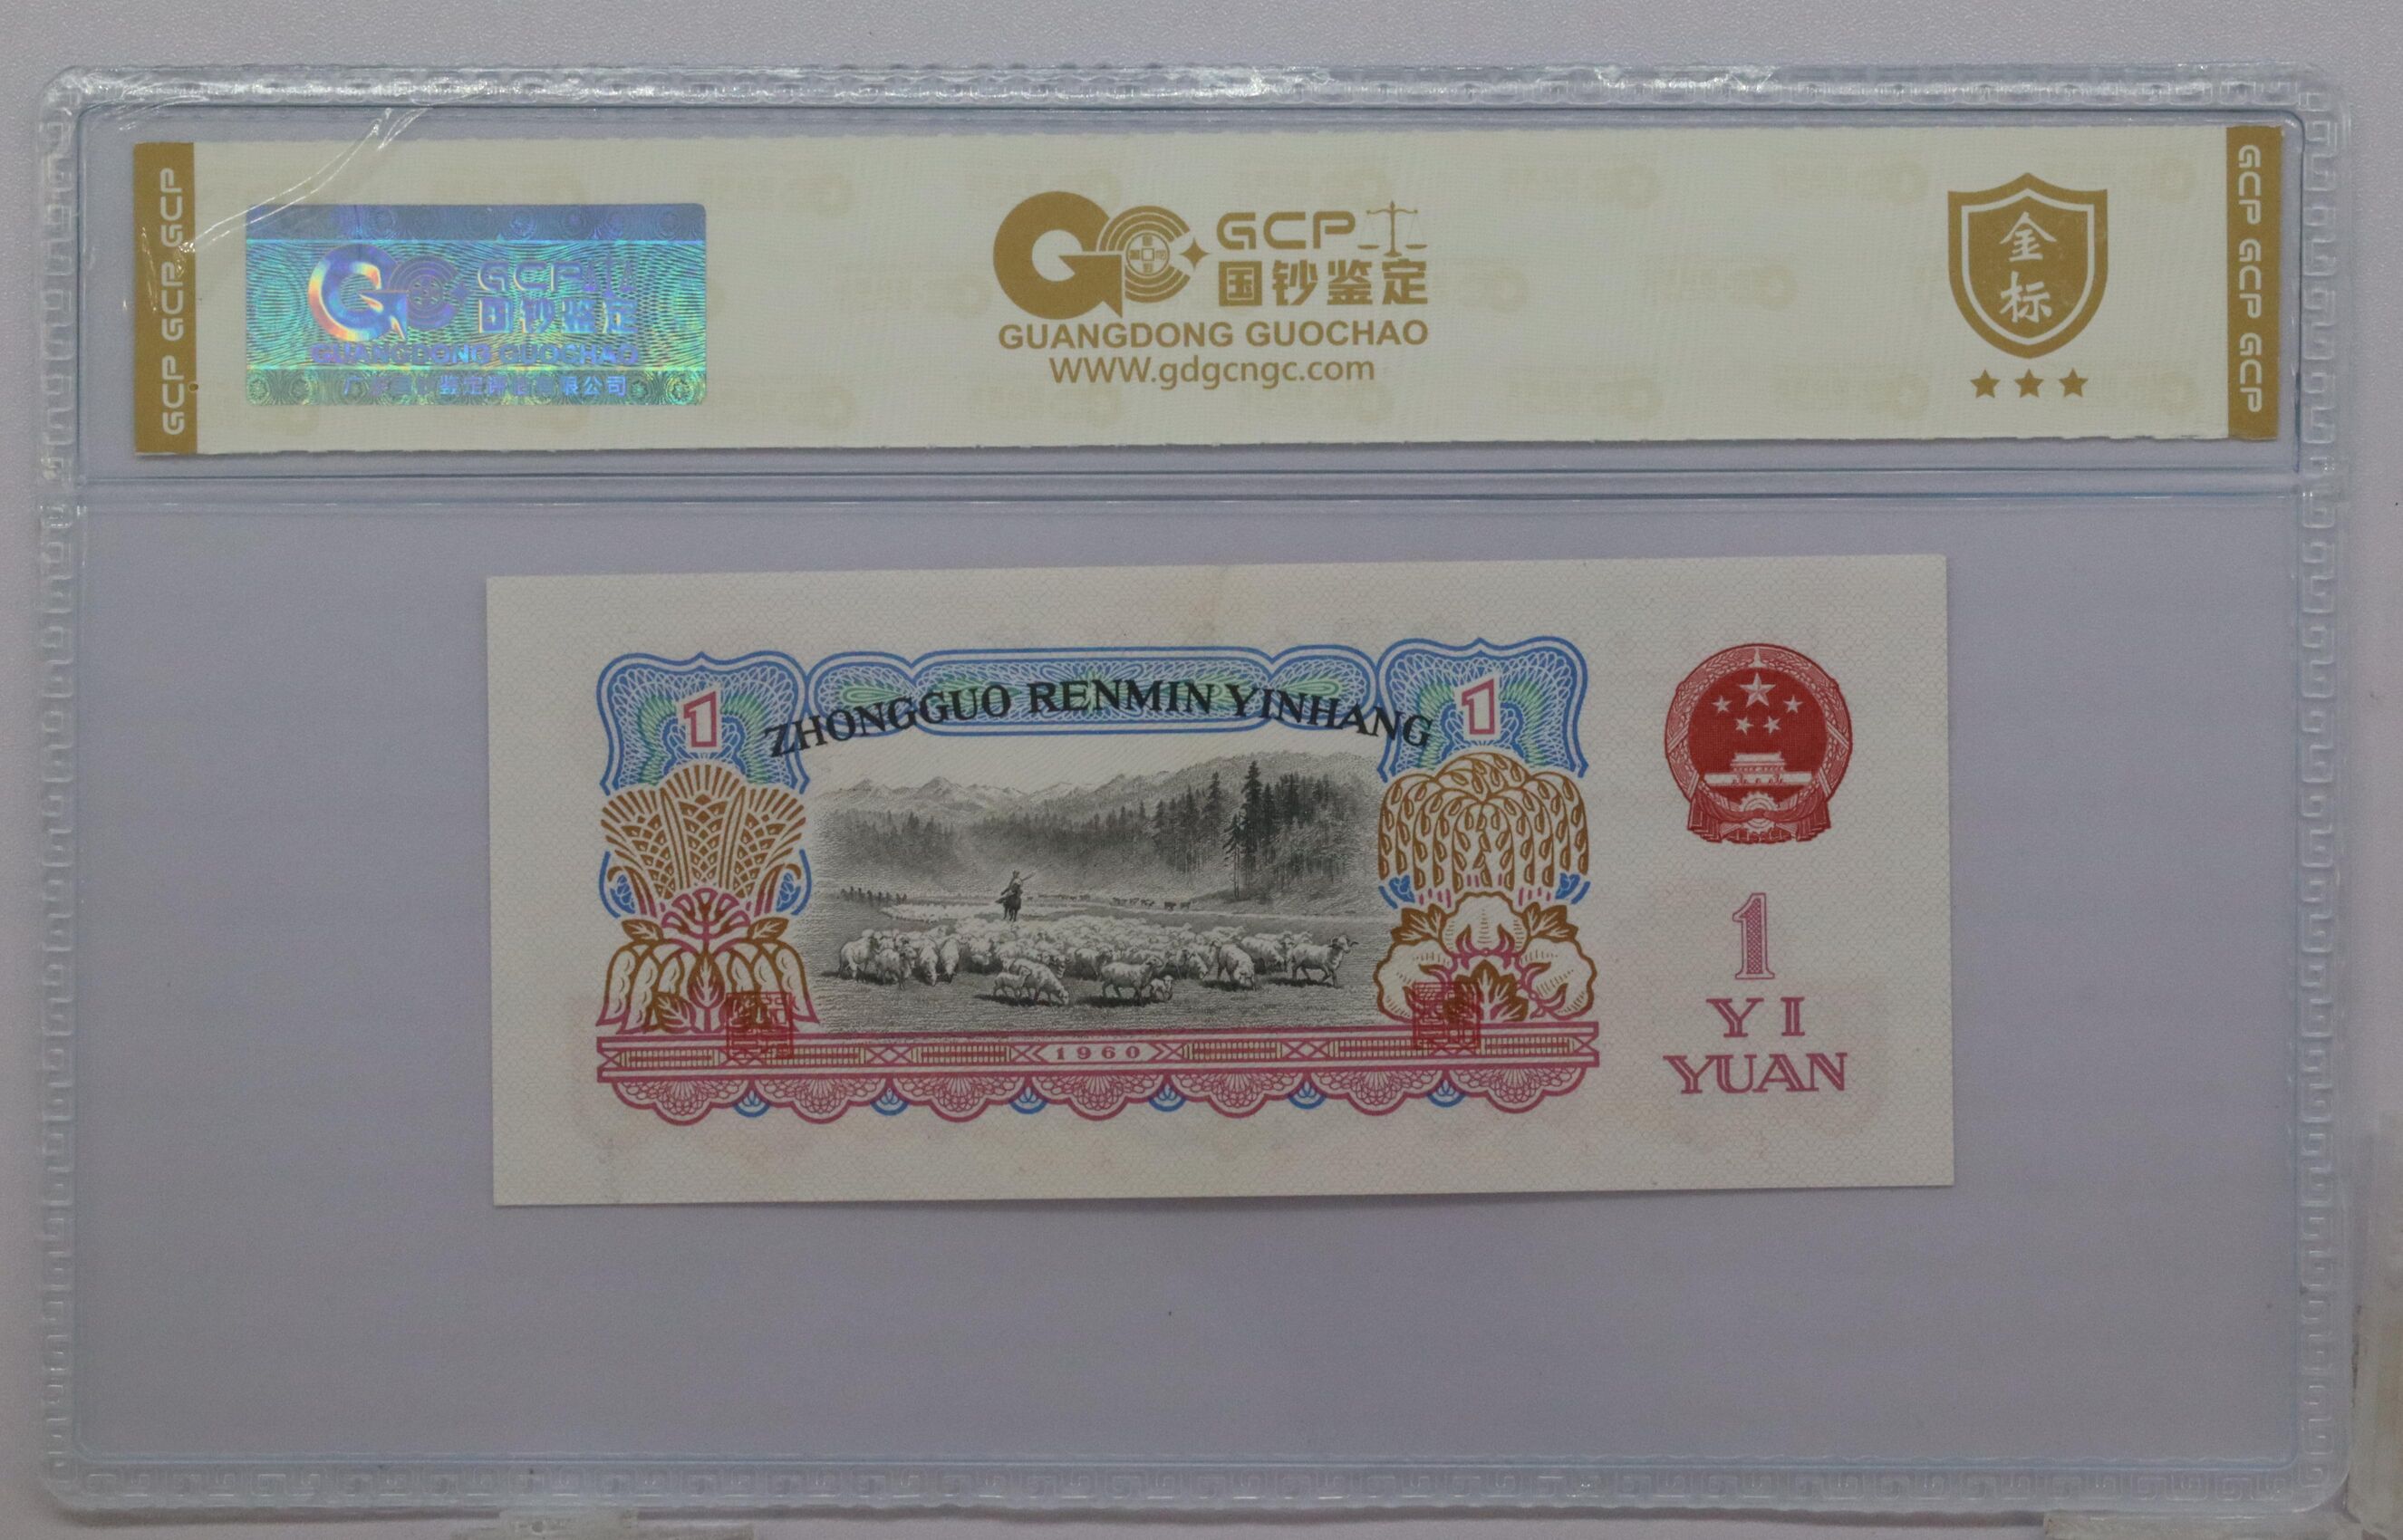 GCP GCP GCP
GCP
国钞鉴定
GUANGDONG GUOCHAO
GCP
国钞鉴定
GUANGDONG GUOCHAO
WWW.gdgcngc.com
金
标
GCP GCP GCP
ZHONGGUO RENMIN YINHANG
1
1
1960
1
YI
YUAN